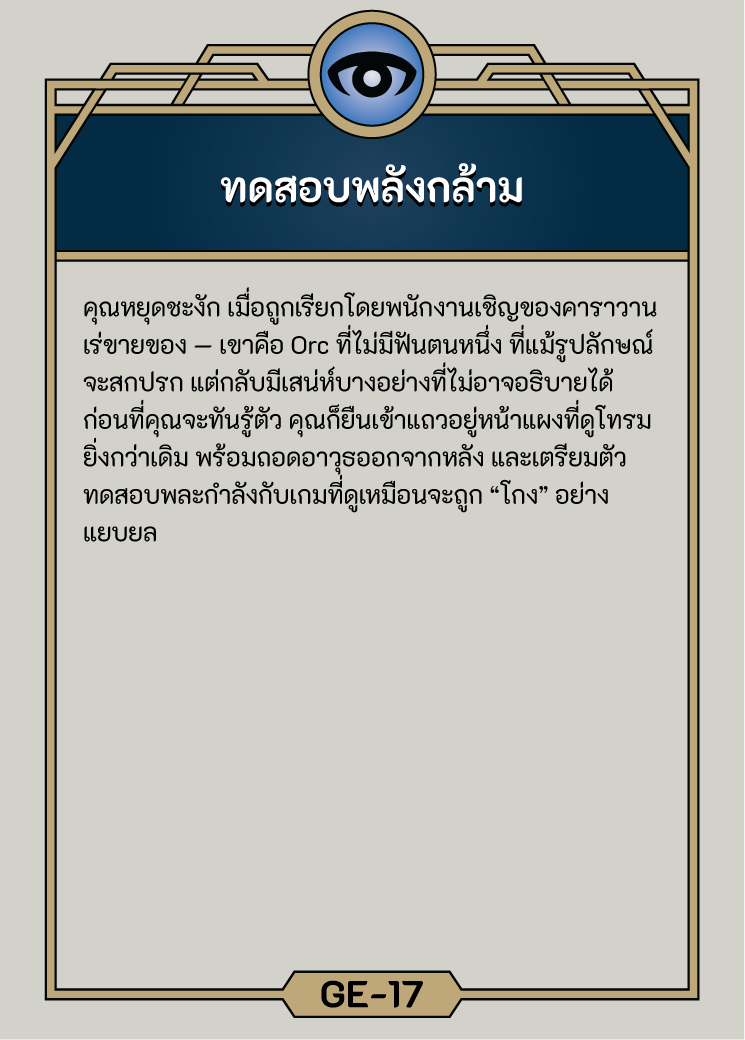 ทดสอบพลังกล้าม
คุณหยุดชะงัก เมื่อถูกเรียกโดยพนักงานเชิญของคาราวาน
เร่ขายของ — เขาคือ Orc ที่ไม่มีฟันตนหนึ่ง ที่แม้รูปลักษณ์
จะสกปรก แต่กลับมีเสน่ห์บางอย่างที่ไม่อาจอธิบายได้
ก่อนที่คุณจะทันรู้ตัว คุณก็ยืนเข้าแถวอยู่หน้าแผงที่ดูโทรม
ยิ่งกว่าเดิม พร้อมถอดอาวุธออกจากหลัง และเตรียมตัว
ทดสอบพละกำลังกับเกมที่ดูเหมือนจะถูก “โกง” อย่าง
แยบยล
GE-17